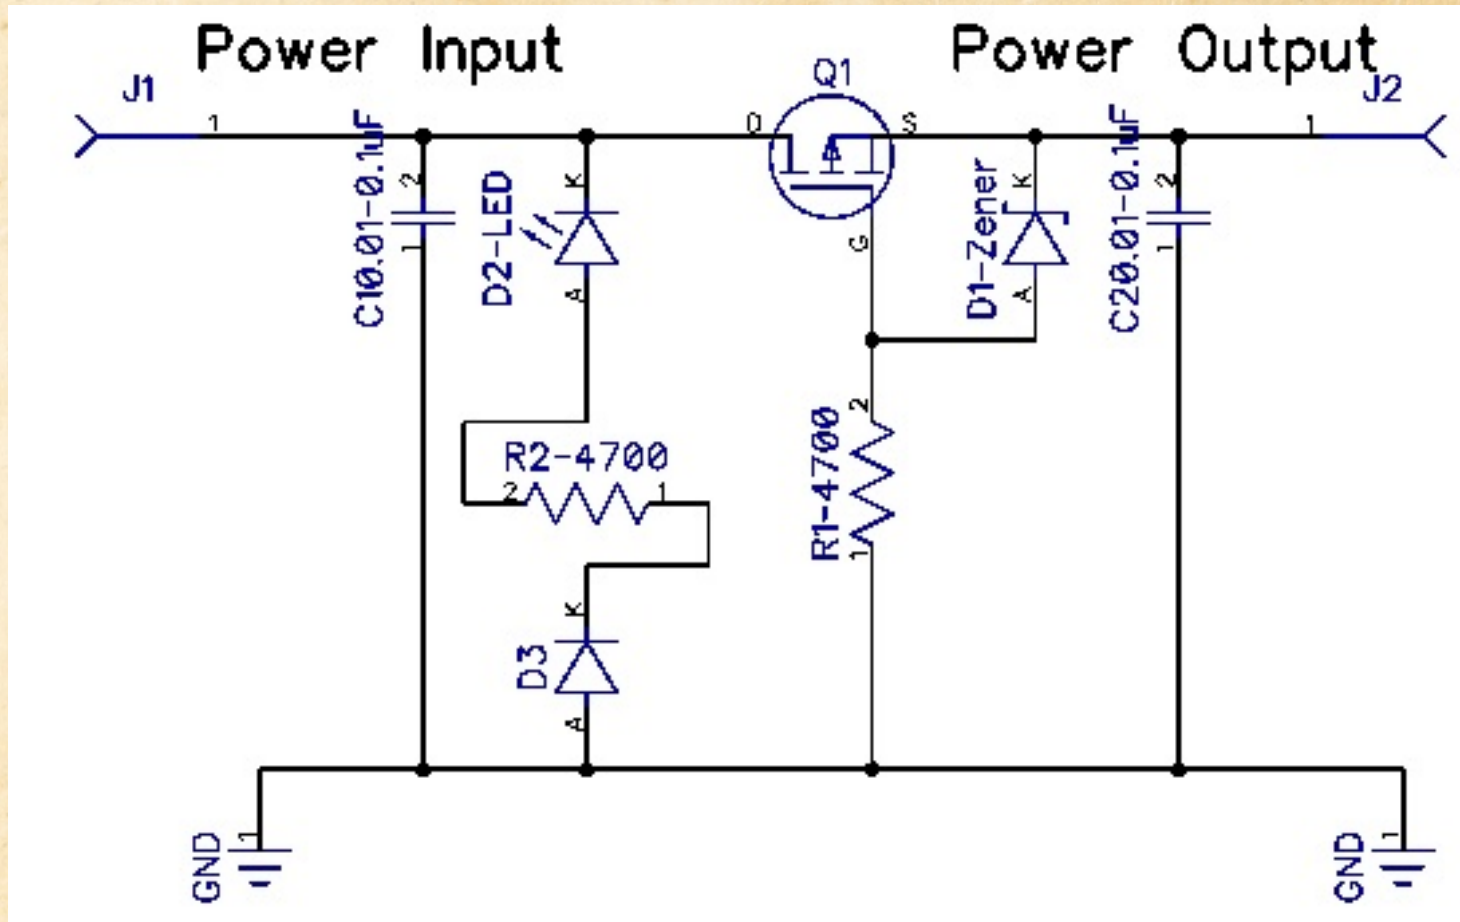 Power Input
Power Output
J1
1
C10.01-0.1uF
2
1
D2-LED
K
A
R2-4700
2
1
D3
K
A
Q1
D
S
G
R1-4700
2
1
D1-Zener
K
A
C20.01-0.1uF
2
1
1
J2
GND
1
GND
1